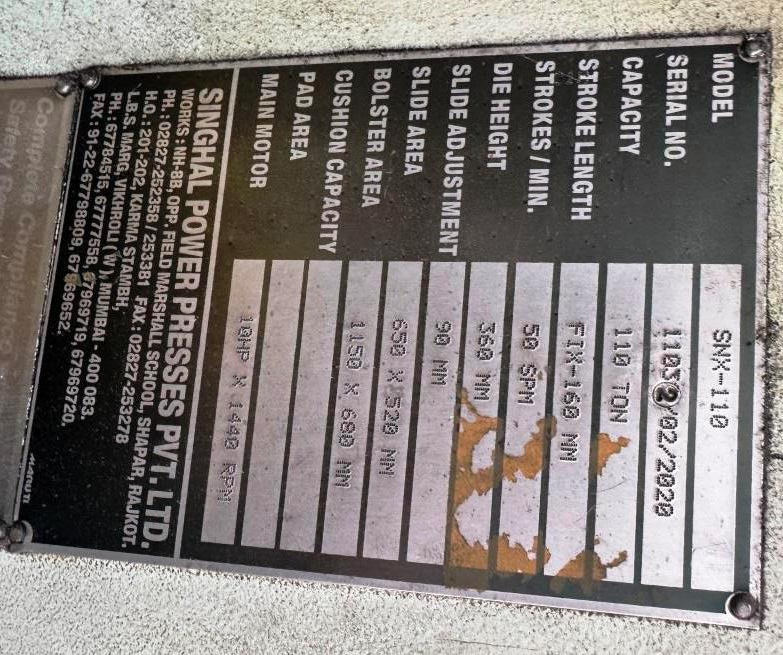 MODEL SNX-110
SERIAL NO. 11032/02/2020
CAPACITY 110 TON
STROKE LENGTH FIX-160 MM
STROKES / MIN. 50 SPM
DIE HEIGHT 360 MM
SLIDE ADJUSTMENT 90 MM
SLIDE AREA 650 X 520 MM
BOLSTER AREA 1150 X 680 MM
CUSHION CAPACITY
PAD AREA
MAIN MOTOR 10HP X 1440 RPM
SINGHAL POWER PRESSES PVT. LTD.
WORKS : NH-8B, OPP. FIELD MARSHALL SCHOOL, SHAPAR, RAJKOT.
PH. : 02827-252398 / 253381 FAX : 02827-253278
H.O. : 201-202, KARMA STAMBH,
L.B.S. MARG, VIKHROLI (W), MUMBAI - 400 083.
PH : 67784515, 67777558, 67969719, 67969720,
FAX : 91-22-67798809,
Complete Compliance